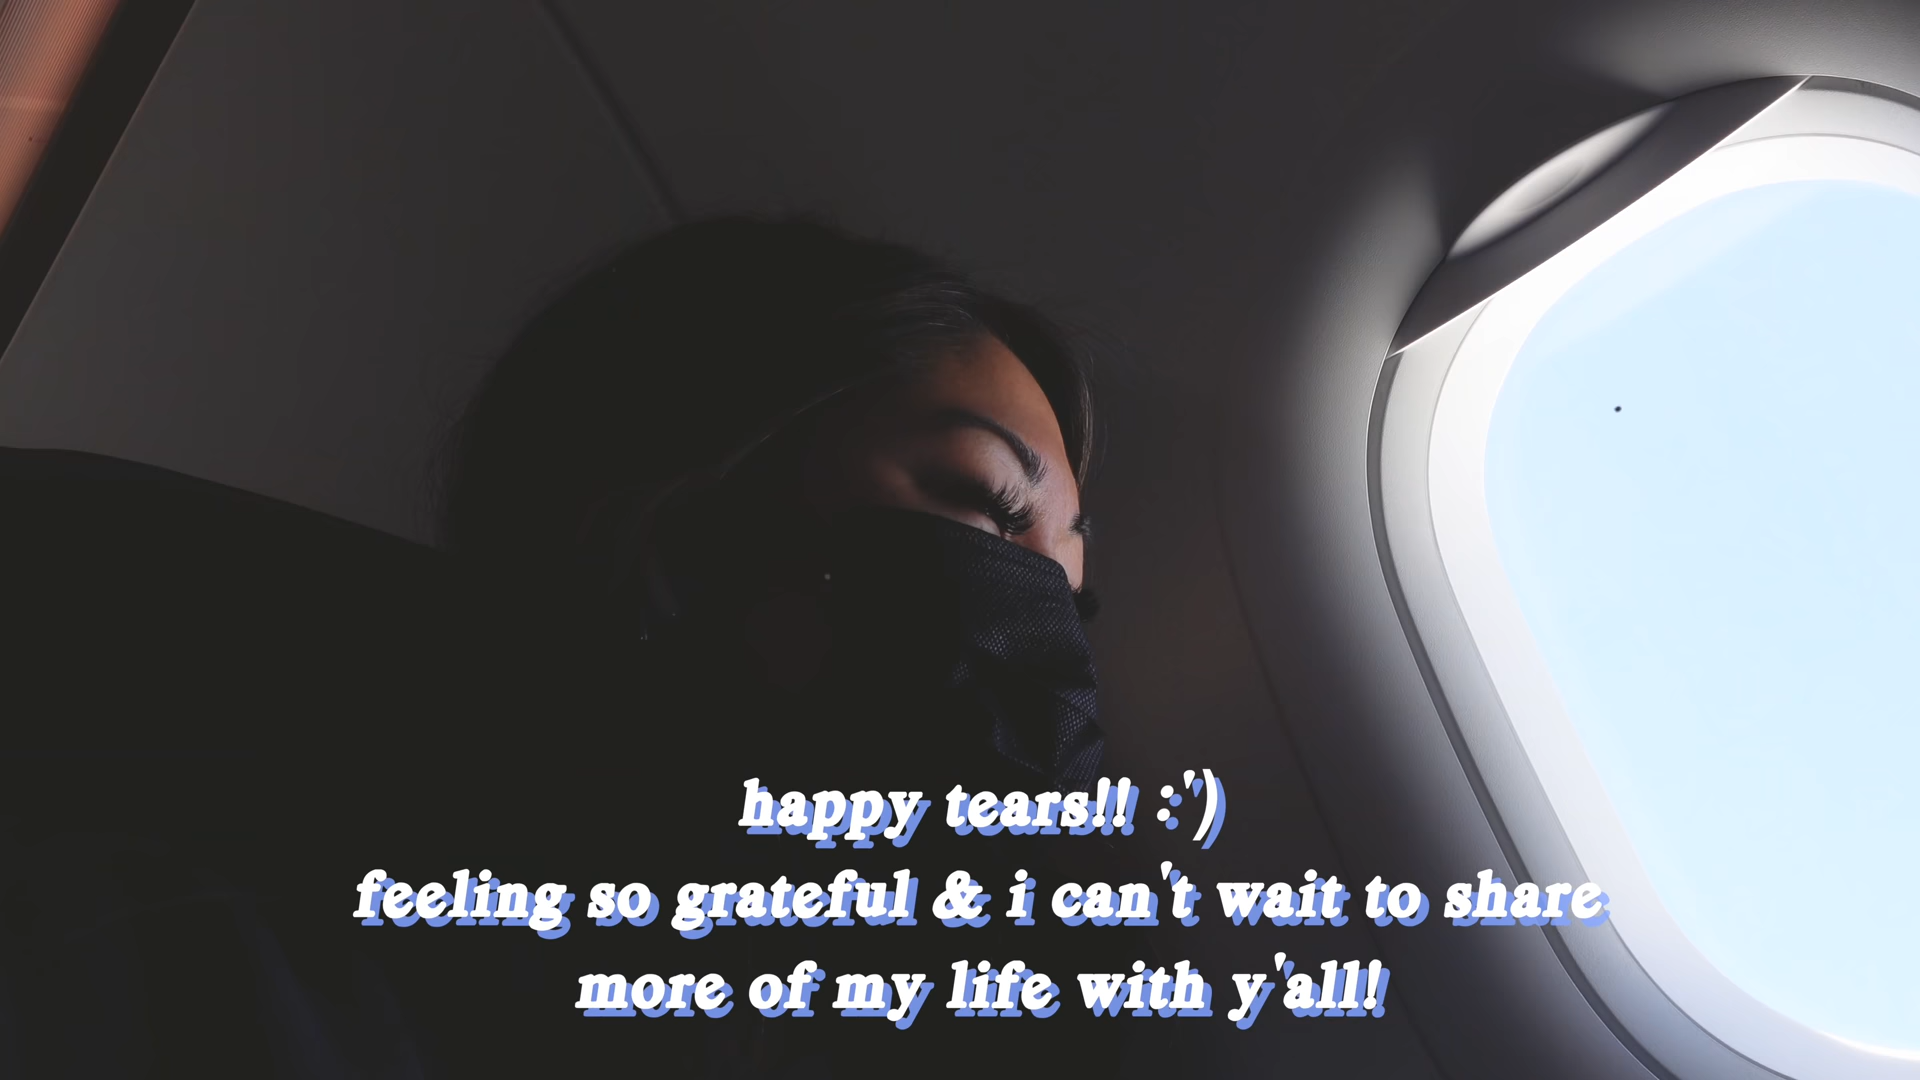 happy tears!! :')
feeling so grateful & i can't wait to share
more of my life with y'all!